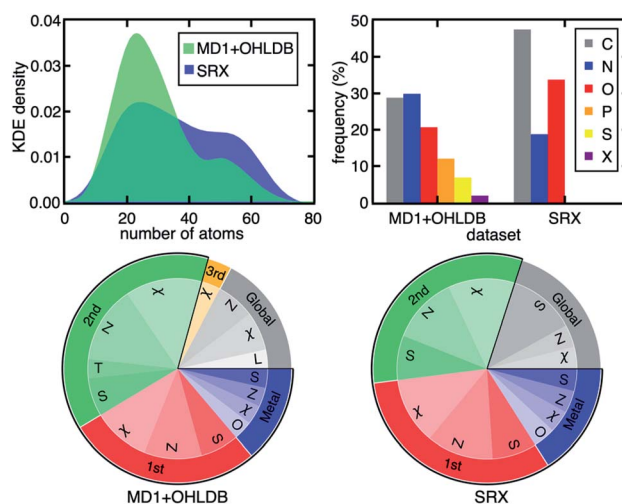 0.04
0.03
0.02
0.01
0.00
KDE density
MD1+OHLDB
SRX
0 20 40 60 80
number of atoms
50
40
30
20
10
0
frequency (%)
C
N
O
P
S
X
MD1+OHLDB SRX
dataset
2nd
3rd
Global
Metal
1st
χ
Z
T
S
χ
Z
S
O
χ
Z
S
L
χ
Z
χ
MD1+OHLDB
2nd
Global
Metal
1st
χ
Z
S
χ
Z
S
O
χ
Z
S
χ
Z
S
SRX